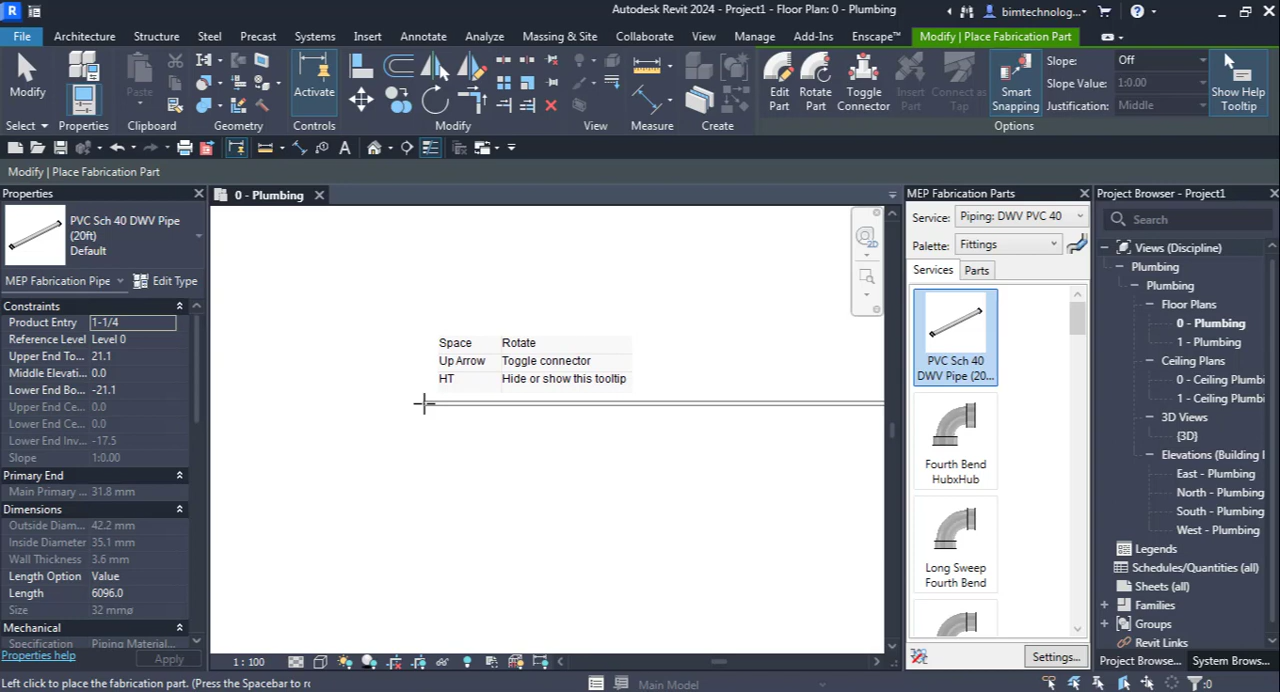 R Autodesk Revit 2024 - Project1 - Floor Plan: 0 - Plumbing bimtechnolog...
File Architecture Structure Steel Precast Systems Insert Annotate Analyze Massing & Site Collaborate View Manage Add-Ins Enscape™ Modify | Place Fabrication Part
Modify
Select
Properties
Paste
Clipboard
Geometry
Activate
Controls
Modify
View
Measure
Create
Edit Part
Rotate Part
Toggle Connector
Insert Part
Connect as Tap
Smart Snapping
Slope: Off
Slope Value: 1:0.00
Justification: Middle
Show Help Tooltip
Options
Modify | Place Fabrication Part
Properties
PVC Sch 40 DWV Pipe
(20ft)
Default
MEP Fabrication Pipe Edit Type
Constraints
Product Entry 1-1/4
Reference Level Level 0
Upper End To... 21.1
Middle Elevati... 0.0
Lower End Bo... -21.1
Upper End Ce... 0.0
Lower End Ce... 0.0
Lower End Inv... -17.5
Slope 1:0.00
Primary End
Main Primary ... 31.8 mm
Dimensions
Outside Diam... 42.2 mm
Inside Diameter 35.1 mm
Wall Thickness 3.6 mm
Length Option Value
Length 6096.0
Size 32 mmø
Mechanical
Specification Piping Material...
Properties help Apply
0 - Plumbing
Space Rotate
Up Arrow Toggle connector
HT Hide or show this tooltip
2D
1 : 100
MEP Fabrication Parts
Service: Piping: DWV PVC 40
Palette: Fittings
Services Parts
PVC Sch 40
DWV Pipe (20...
Fourth Bend
HubxHub
Long Sweep
Fourth Bend
Settings...
Project Browser - Project1
Search
Views (Discipline)
Plumbing
Plumbing
Floor Plans
0 - Plumbing
1 - Plumbing
Ceiling Plans
0 - Ceiling Plumbi
1 - Ceiling Plumbi
3D Views
{3D}
Elevations (Building E
East - Plumbing
North - Plumbing
South - Plumbing
West - Plumbing
Legends
Schedules/Quantities (all)
Sheets (all)
Families
Groups
Revit Links
Project Browse... System Brows...
Left click to place the fabrication part. (Press the Spacebar to ro
Main Model
:0